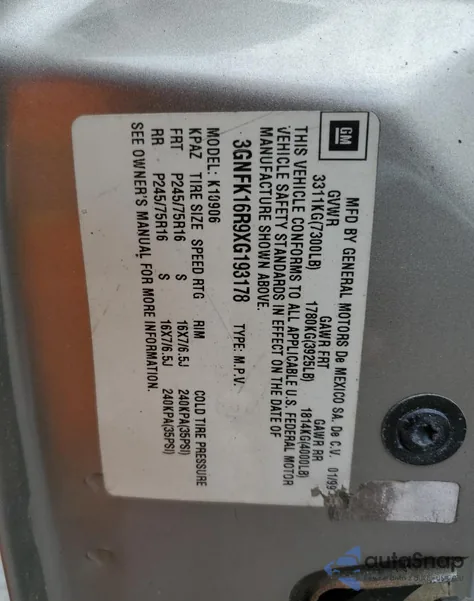 GM
MFD BY GENERAL MOTORS De MEXICO SA. De C.V. 01/99
GVWR GAWR FRT GAWR RR
3311KG(7300LB) 1780KG(3925LB) 1814KG(4000LB)
THIS VEHICLE CONFORMS TO ALL APPLICABLE U.S. FEDERAL MOTOR
VEHICLE SAFETY STANDARDS IN EFFECT ON THE DATE OF
MANUFACTURE SHOWN ABOVE.
3GNFK16R9XG193178 TYPE: M.P.V.
MODEL: K10906
KPAZ TIRE SIZE SPEED RTG RIM COLD TIRE PRESSURE
FRT P245/75R16 S 16X7/6.5J 240KPA(35PSI)
RR P245/75R16 S 16X7/6.5J 240KPA(35PSI)
SEE OWNER'S MANUAL FOR MORE INFORMATION.
autoSnap